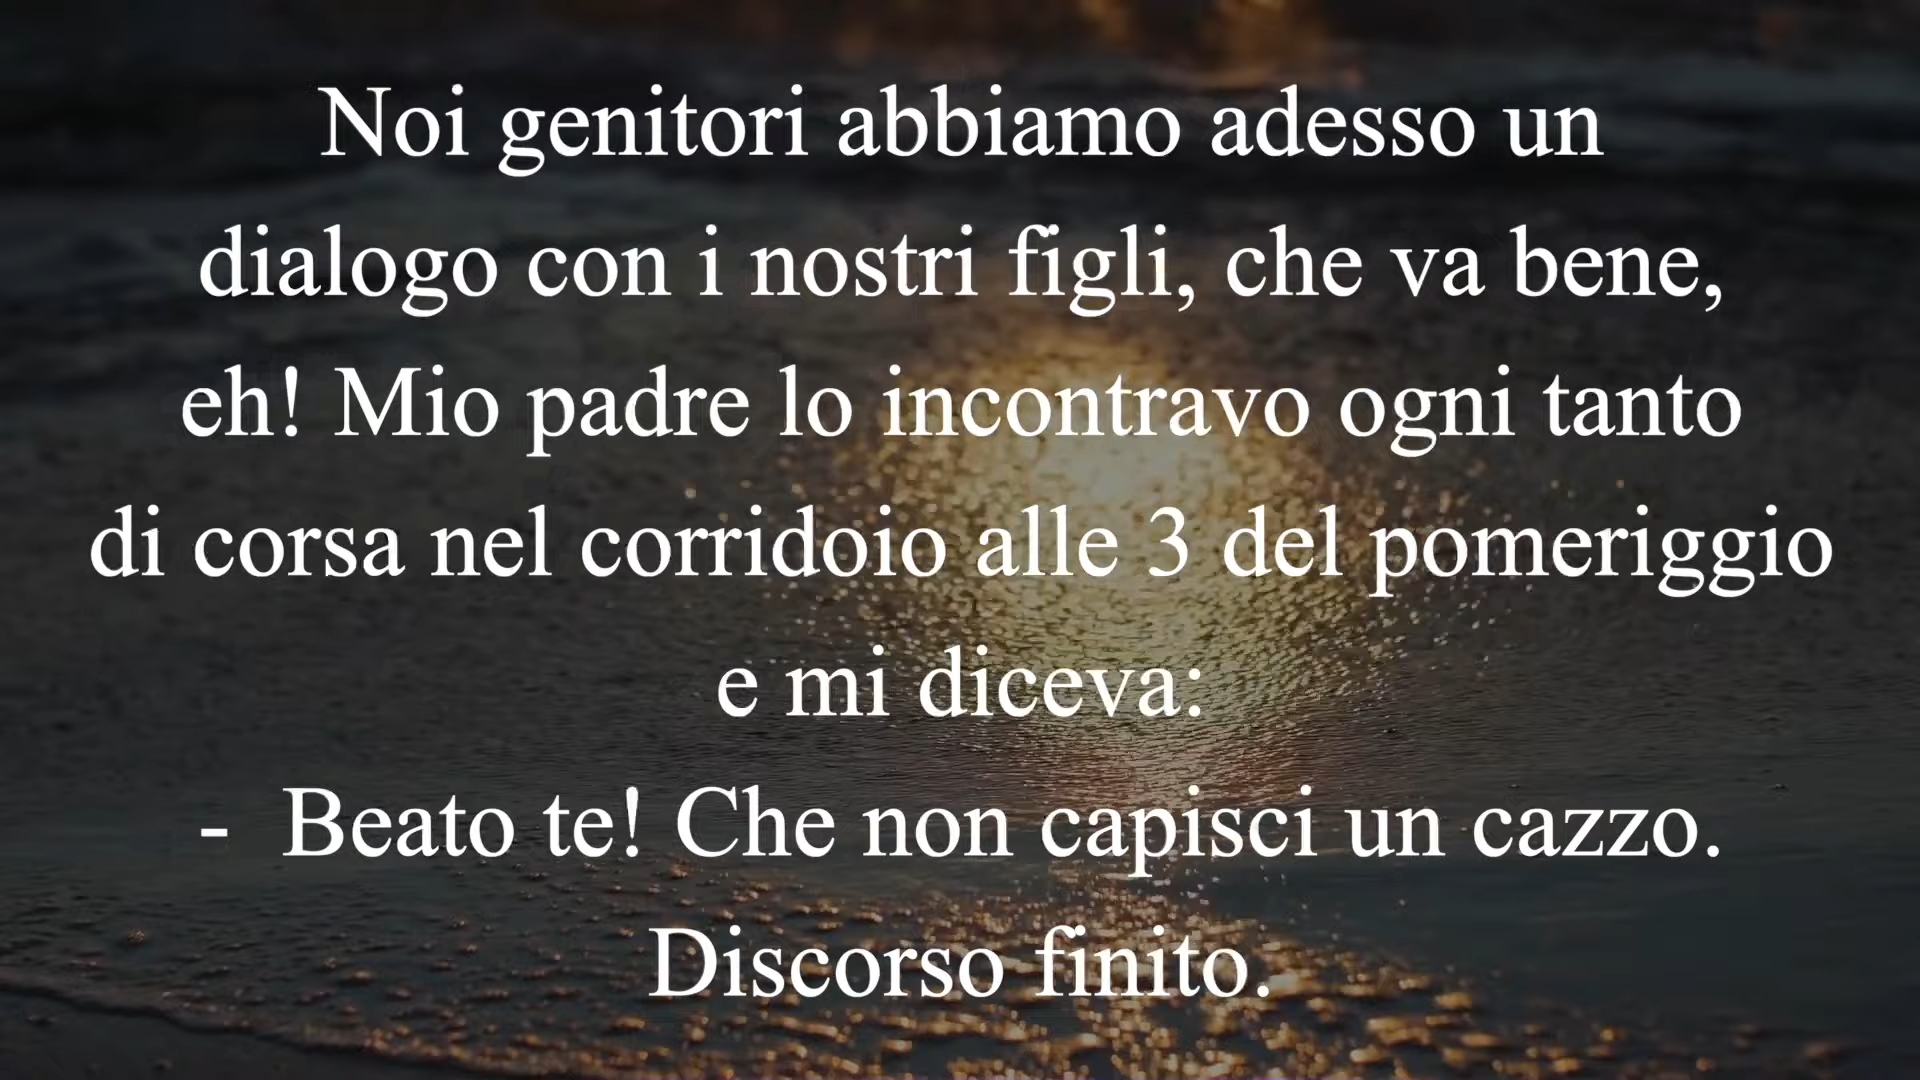 Noi genitori abbiamo adesso un
dialogo con i nostri figli, che va bene,
eh! Mio padre lo incontravo ogni tanto
di corsa nel corridoio alle 3 del pomeriggio
e mi diceva:
- Beato te! Che non capisci un cazzo.
Discorso finito.